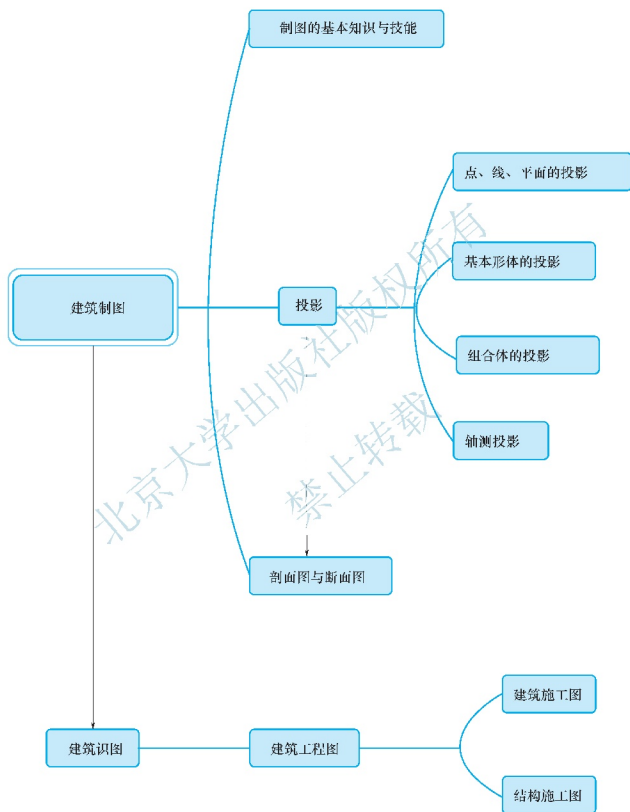 制图的基本知识与技能
点、线、平面的投影
基本形体的投影
建筑制图
投影
组合体的投影
轴测投影
剖面图与断面图
建筑施工图
建筑识图
建筑工程图
结构施工图
北京大学出版社版权所有
禁止转载